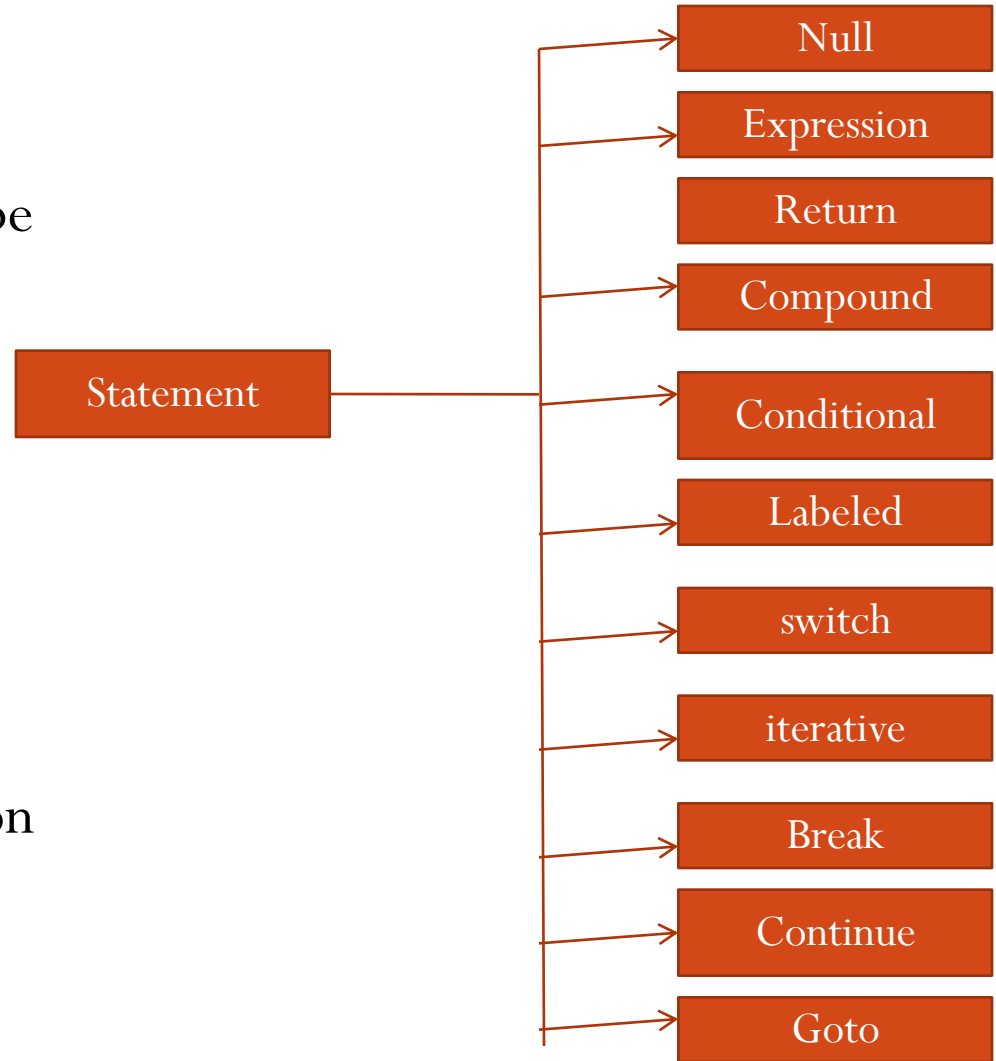 Null
Expression
Return
Compound
Statement
Conditional
Labeled
switch
iterative
Break
Continue
Goto